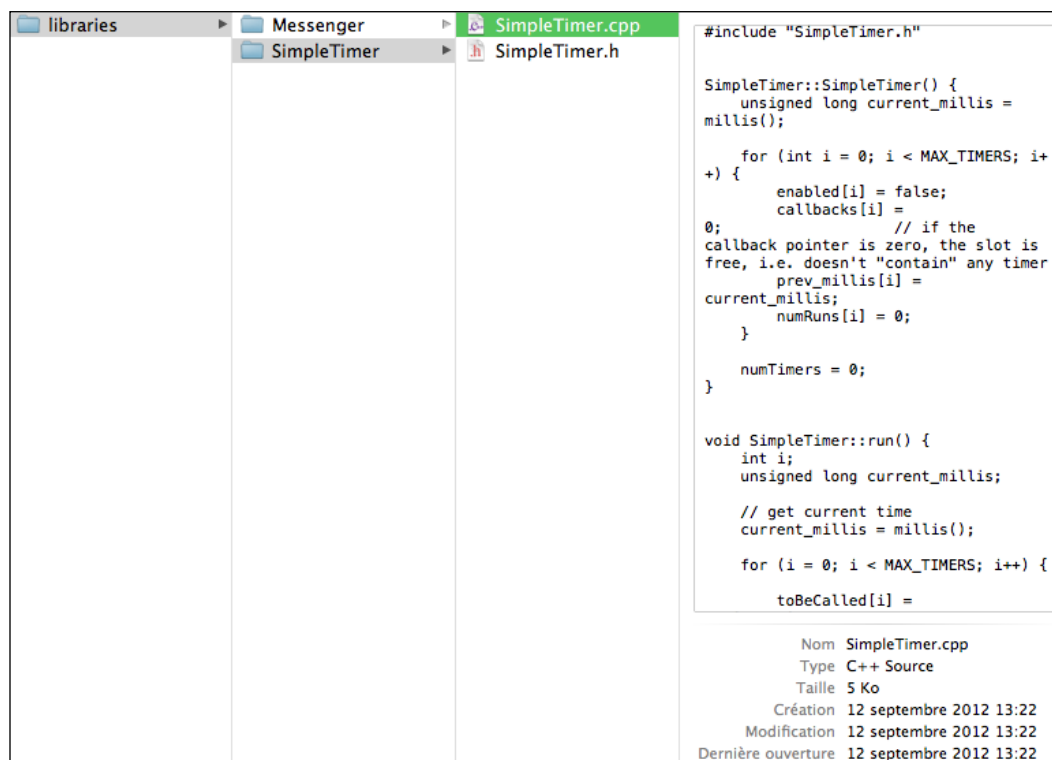 libraries
Messenger
SimpleTimer
SimpleTimer.cpp
SimpleTimer.h
#include "SimpleTimer.h"
SimpleTimer::SimpleTimer() {
    unsigned long current_millis =
millis();
    for (int i = 0; i < MAX_TIMERS; i+
+) {
        enabled[i] = false;
        callbacks[i] =
0;                   // if the
callback pointer is zero, the slot is
free, i.e. doesn't "contain" any timer
        prev_millis[i] =
current_millis;
        numRuns[i] = 0;
    }
    numTimers = 0;
}
void SimpleTimer::run() {
    int i;
    unsigned long current_millis;
    // get current time
    current_millis = millis();
    for (i = 0; i < MAX_TIMERS; i++) {
        toBeCalled[i] =
Nom SimpleTimer.cpp
Type C++ Source
Taille 5 Ko
Création 12 septembre 2012 13:22
Modification 12 septembre 2012 13:22
Dernière ouverture 12 septembre 2012 13:22